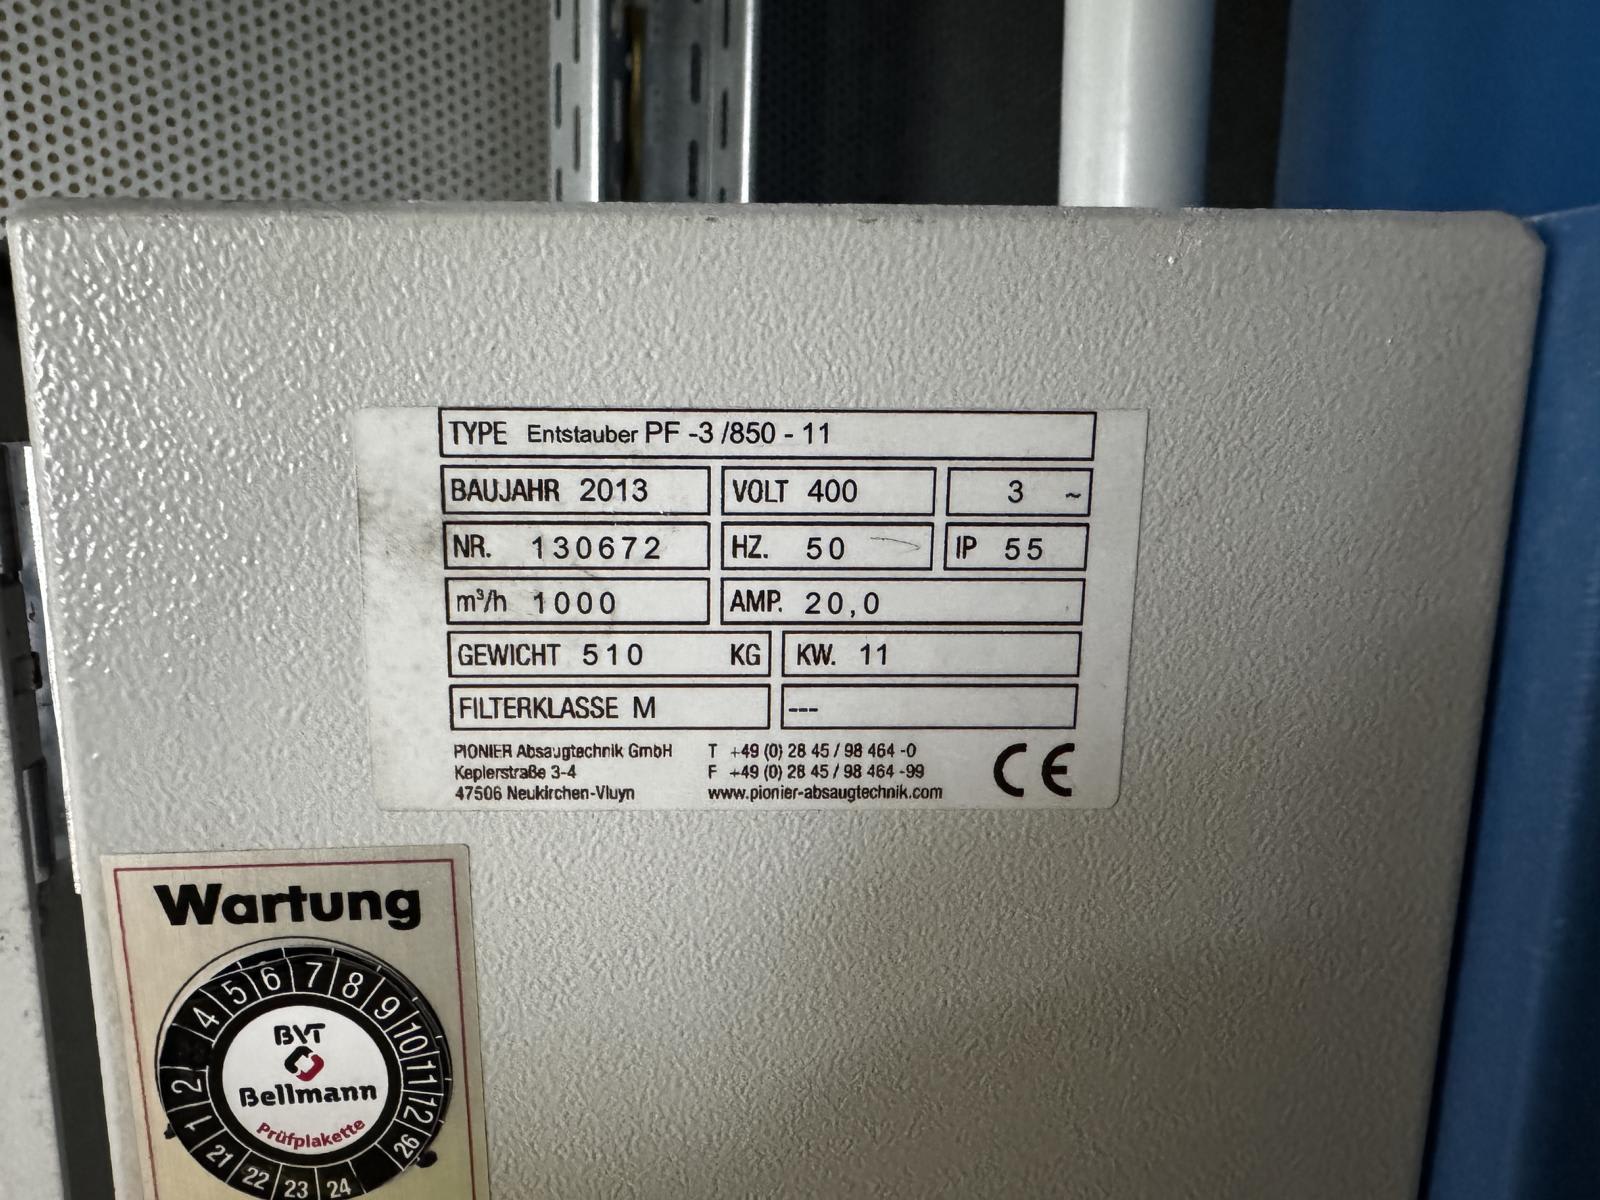 TYPE Entstauber PF -3 /850 - 11
BAUJAHR 2013 VOLT 400 3 ~
NR. 130672 HZ. 50 IP 55
m³/h 1000 AMP. 20,0
GEWICHT 510 KG KW. 11
FILTERKLASSE M ---
PIONIER Absaugtechnik GmbH T +49 (0) 28 45 / 98 464 -0
Keplerstraße 3-4 F +49 (0) 28 45 / 98 464 -99
47506 Neukirchen-Vluyn www.pionier-absaugtechnik.com
CE
Wartung
1 2 4 5 6 7 8 9 10 11 12
BVT
Bellmann
Prüfplakette
21 22 23 24 26